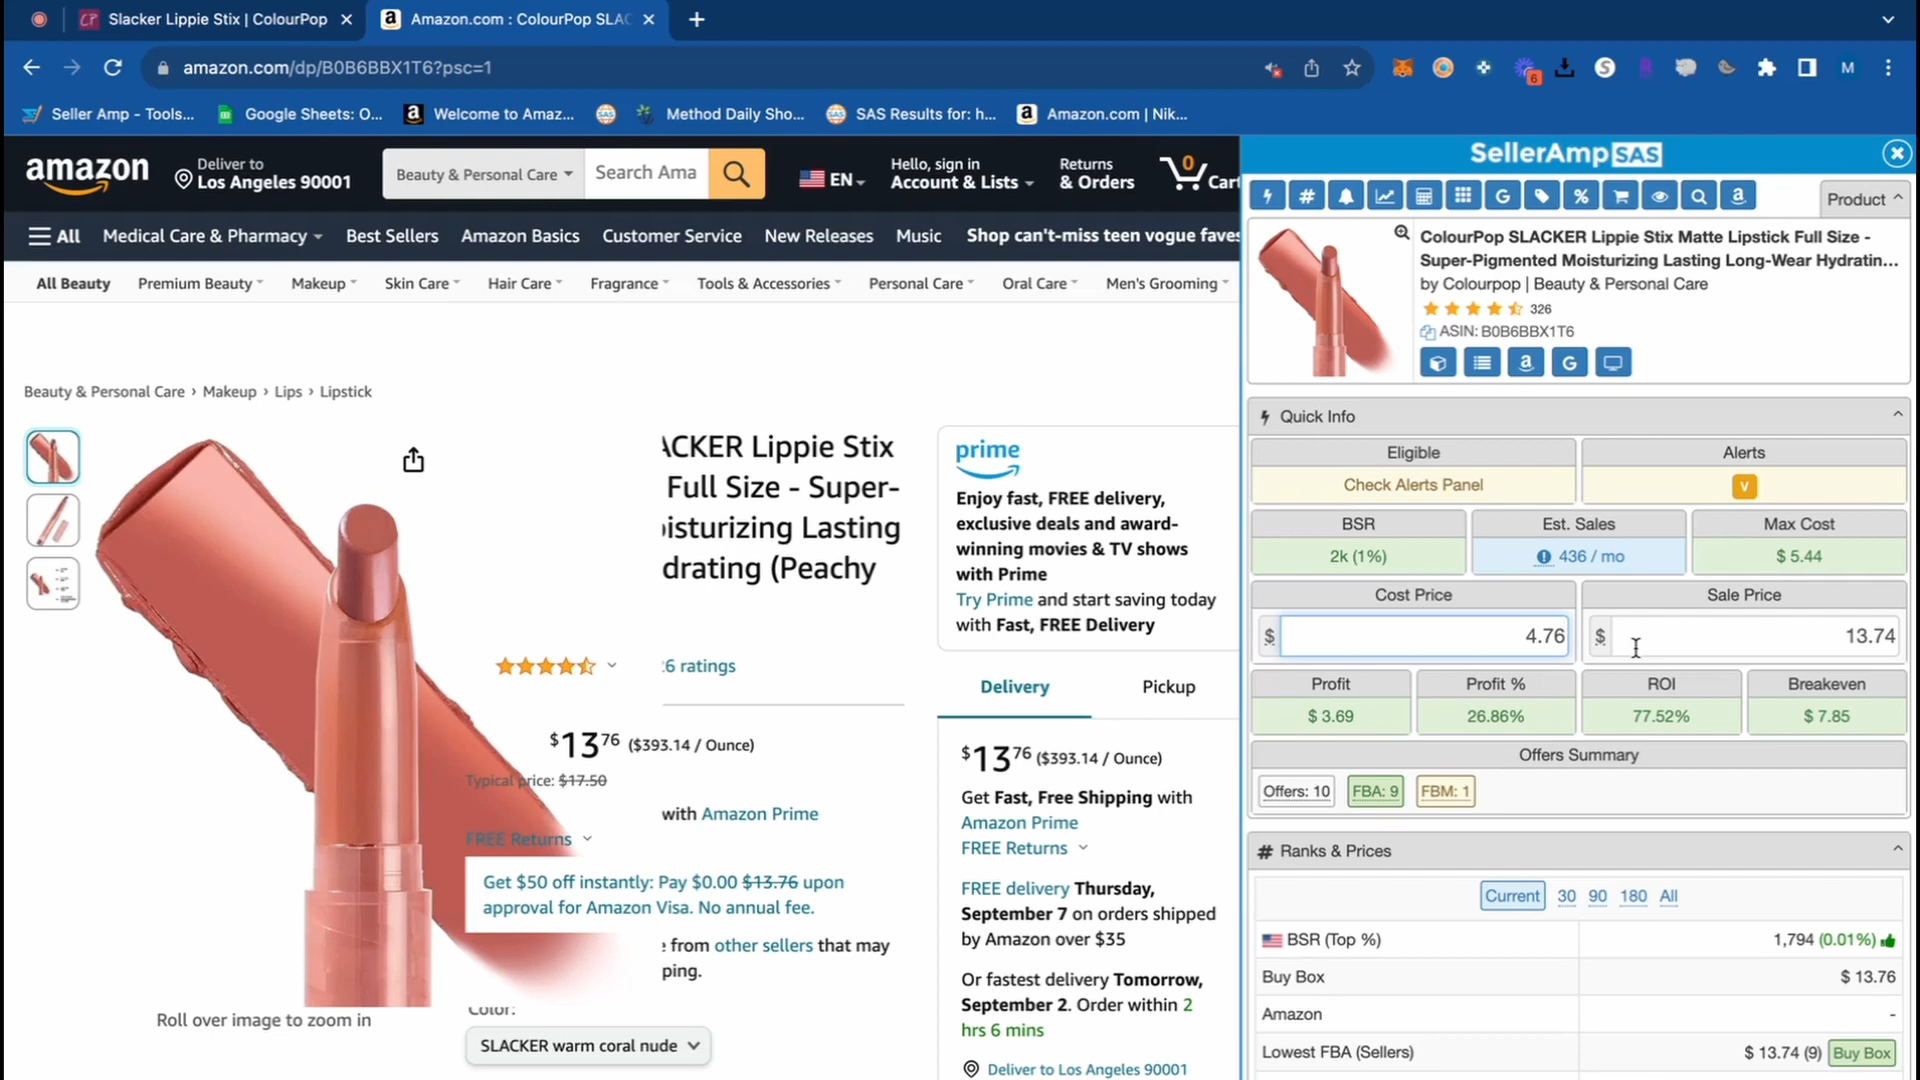 Slacker Lippie Stix | ColourPop
Amazon.com : ColourPop SLAC
amazon.com/dp/B0B6BBX1T6?psc=1
6
M
Seller Amp - Tools...
Google Sheets: O...
Welcome to Amaz...
Method Daily Sho...
SAS Results for: h...
Amazon.com | Nik...
amazon
Deliver to
Los Angeles 90001
Beauty & Personal Care
Search Ama
EN
Hello, sign in
Account & Lists
Returns
& Orders
0
Cart
All
Medical Care & Pharmacy
Best Sellers
Amazon Basics
Customer Service
New Releases
Music
Shop can't-miss teen vogue faves
All Beauty
Premium Beauty
Makeup
Skin Care
Hair Care
Fragrance
Tools & Accessories
Personal Care
Oral Care
Men's Grooming
Beauty & Personal Care › Makeup › Lips › Lipstick
ACKER Lippie Stix
Full Size - Super-
isturizing Lasting
drating (Peachy
6 ratings
$13.76 ($393.14 / Ounce)
Typical price: $17.50
with Amazon Prime
FREE Returns
Get $50 off instantly: Pay $0.00 $13.76 upon
approval for Amazon Visa. No annual fee.
e from other sellers that may
ping.
Color:
SLACKER warm coral nude
Roll over image to zoom in
prime
Enjoy fast, FREE delivery,
exclusive deals and award-
winning movies & TV shows
with Prime
Try Prime and start saving today
with Fast, FREE Delivery
Delivery
Pickup
$13.76 ($393.14 / Ounce)
Get Fast, Free Shipping with
Amazon Prime
FREE Returns
FREE delivery Thursday,
September 7 on orders shipped
by Amazon over $35
Or fastest delivery Tomorrow,
September 2. Order within 2
hrs 6 mins
Deliver to Los Angeles 90001
SellerAmp SAS
Product
ColourPop SLACKER Lippie Stix Matte Lipstick Full Size -
Super-Pigmented Moisturizing Lasting Long-Wear Hydratin...
by Colourpop | Beauty & Personal Care
326
ASIN: B0B6BBX1T6
Quick Info
Eligible
Alerts
Check Alerts Panel
V
BSR
Est. Sales
Max Cost
2k (1%)
436 / mo
$ 5.44
Cost Price
Sale Price
$ 4.76
$ 13.74
Profit
Profit %
ROI
Breakeven
$ 3.69
26.86%
77.52%
$ 7.85
Offers Summary
Offers: 10
FBA: 9
FBM: 1
# Ranks & Prices
Current 30 90 180 All
BSR (Top %)
1,794 (0.01%)
Buy Box
$ 13.76
Amazon
-
Lowest FBA (Sellers)
$ 13.74 (9) Buy Box